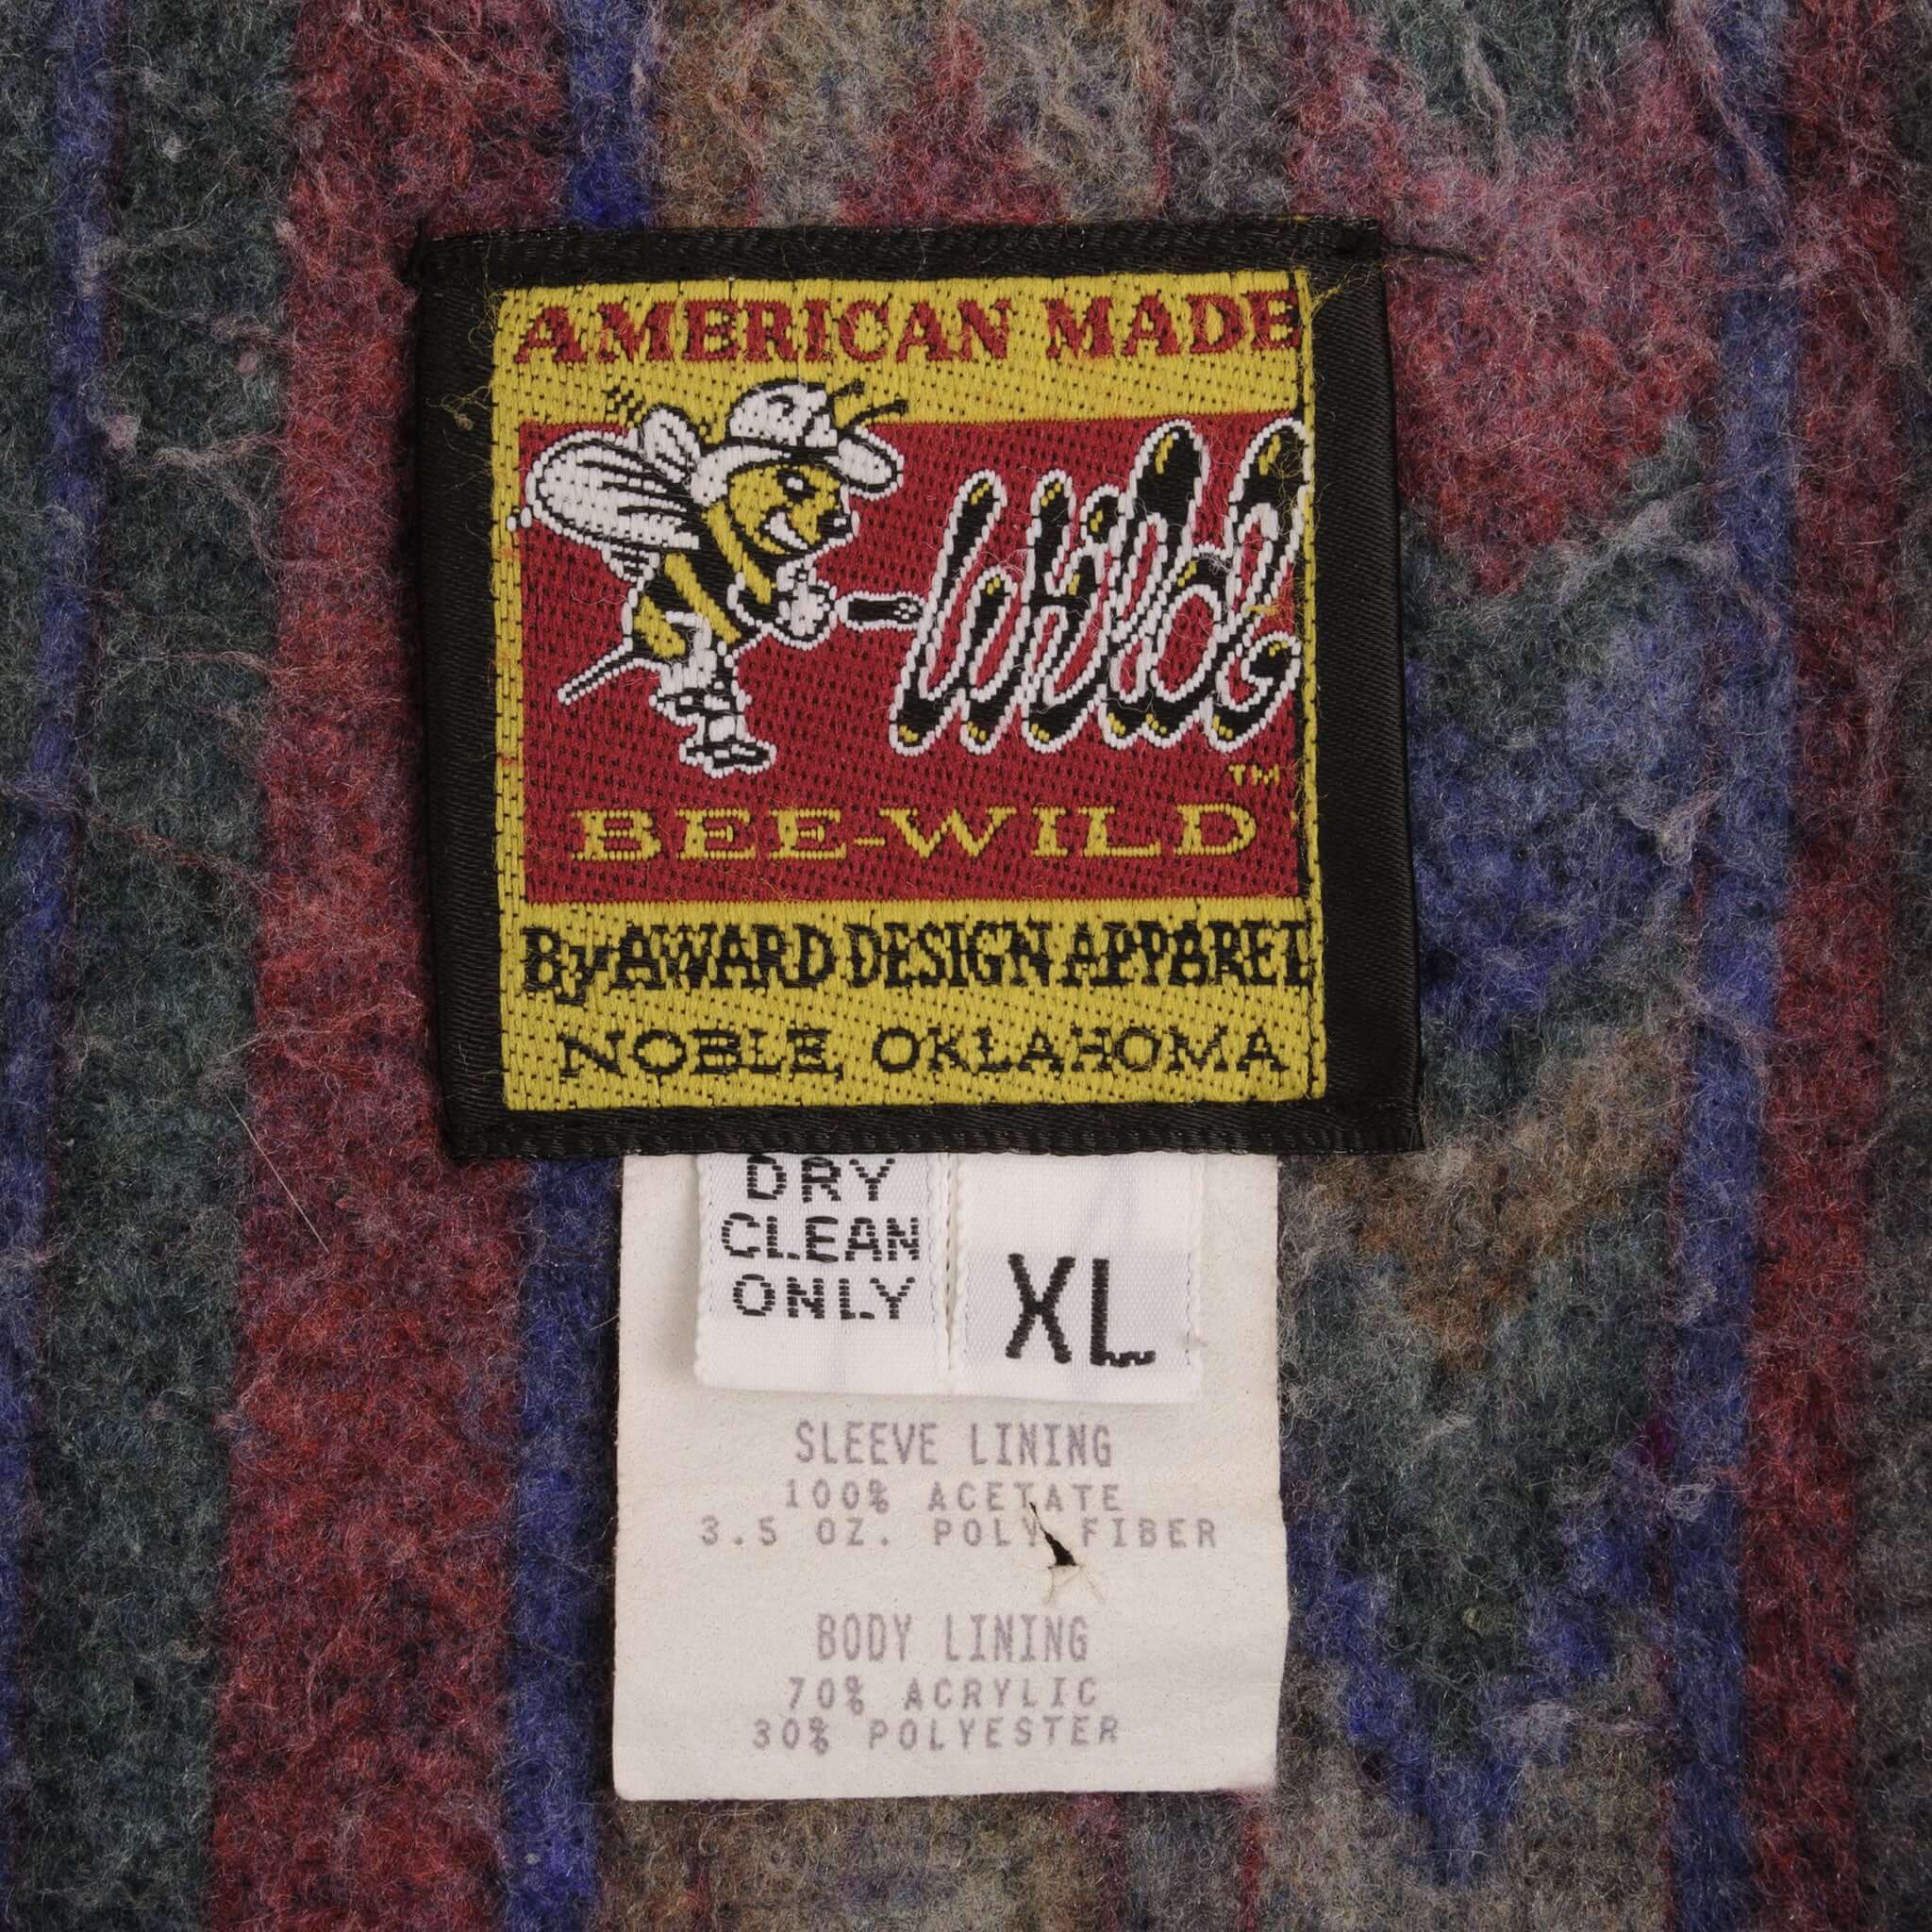 AMERICAN MADE
Wild
TM
BEE-WILD
By AWARD DESIGN APPAREL
NOBLE, OKLAHOMA
DRY
CLEAN
ONLY
XL
SLEEVE LINING
100% ACETATE
3.5 OZ. POLY FIBER
BODY LINING
70% ACRYLIC
30% POLYESTER